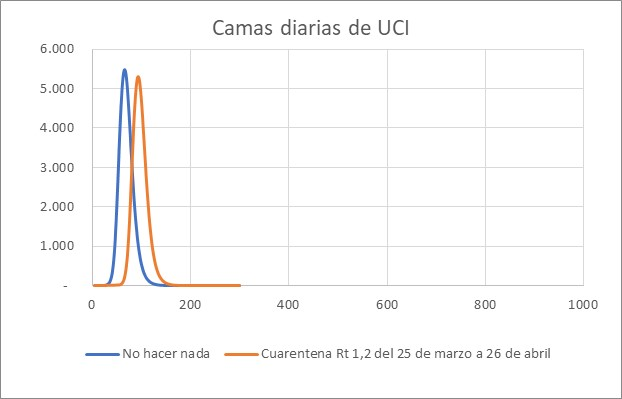 Camas diarias de UCI
6.000
5.000
4.000
3.000
2.000
1.000
-
0 200 400 600 800 1000
No hacer nada Cuarentena Rt 1,2 del 25 de marzo a 26 de abril